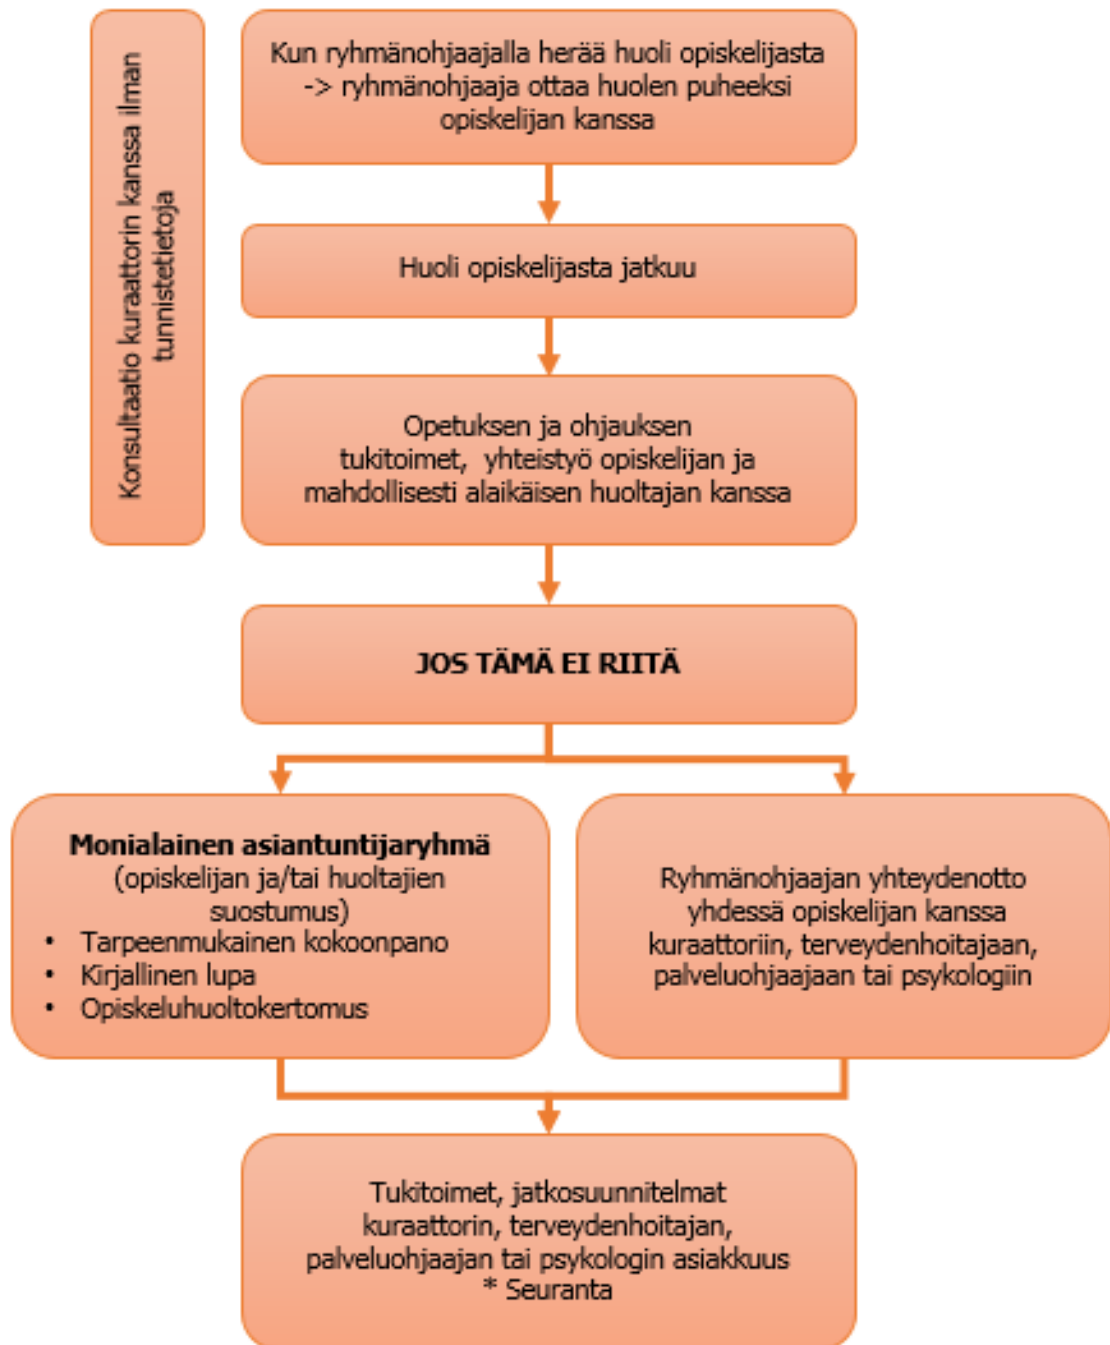 Konsultaatio kuraattorin kanssa ilman
tunnistetietoja
Kun ryhmänohjaajalla herää huoli opiskelijasta
-> ryhmänohjaaja ottaa huolen puheeksi
opiskelijan kanssa
Huoli opiskelijasta jatkuu
Opetuksen ja ohjauksen
tukitoimet, yhteistyö opiskelijan ja
mahdollisesti alaikäisen huoltajan kanssa
JOS TÄMÄ EI RIITÄ
Monialainen asiantuntijaryhmä
(opiskelijan ja/tai huoltajien
suostumus)
• Tarpeenmukainen kokoonpano
• Kirjallinen lupa
• Opiskeluhuoltokertomus
Ryhmänohjaajan yhteydenotto
yhdessä opiskelijan kanssa
kuraattoriin, terveydenhoitajaan,
palveluohjaajaan tai psykologiin
Tukitoimet, jatkosuunnitelmat
kuraattorin, terveydenhoitajan,
palveluohjaajan tai psykologin asiakkuus
* Seuranta